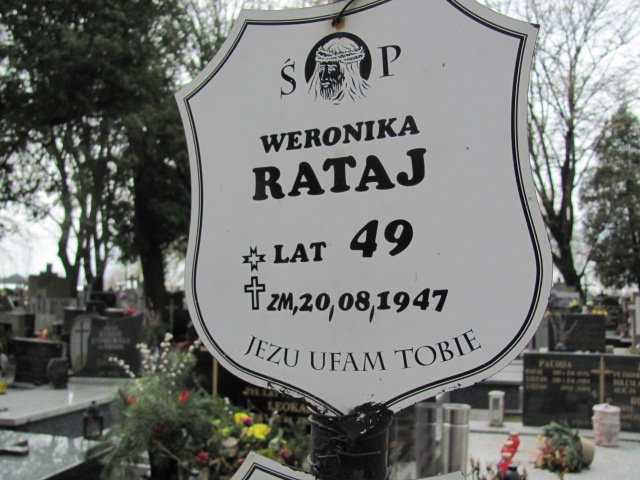 Ś P
WERONIKA
RATAJ
LAT 49
ZM, 20, 08, 1947
JEZU UFAM TOBIE